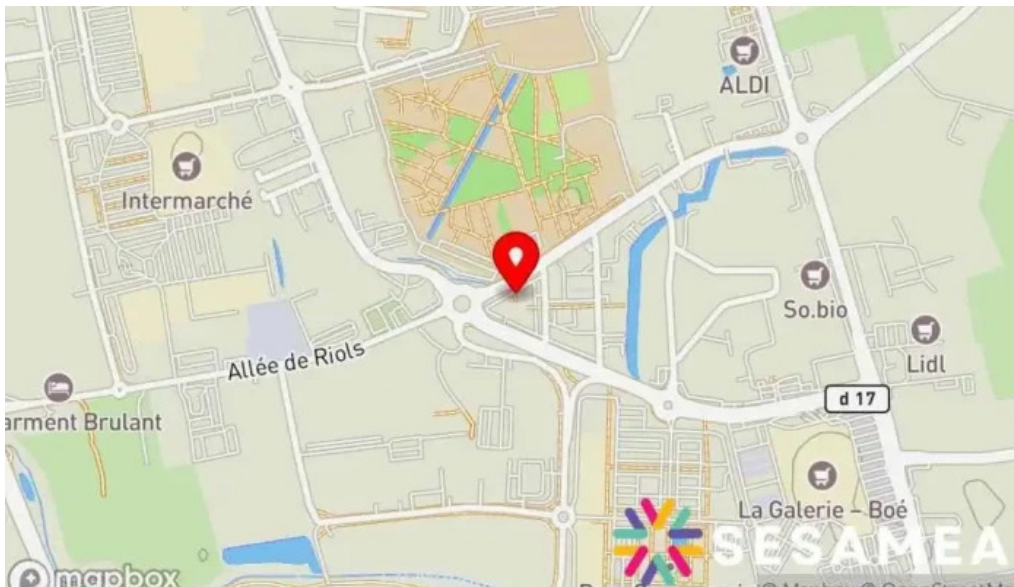 ALDI
Intermarché
So.bio
Allée de Riols
Lidl
d 17
arment Brulant
La Galerie – Boé
SESAMEA
mapbox